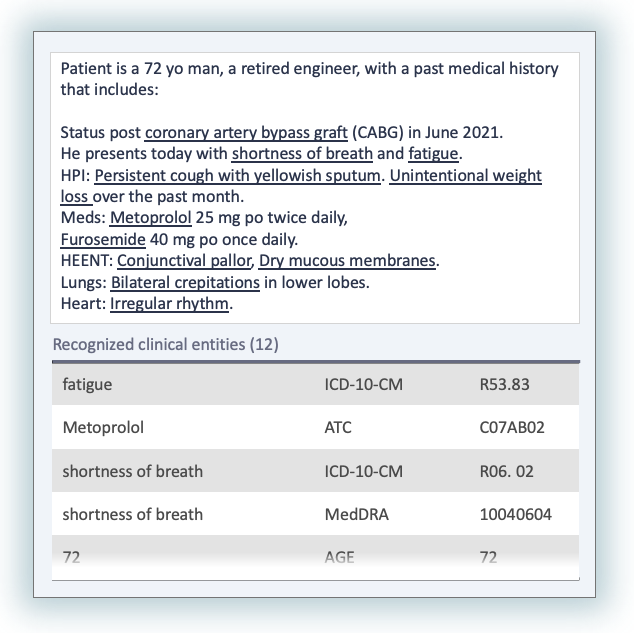 Patient is a 72 yo man, a retired engineer, with a past medical history
that includes:
Status post coronary artery bypass graft (CABG) in June 2021.
He presents today with shortness of breath and fatigue.
HPI: Persistent cough with yellowish sputum. Unintentional weight
loss over the past month.
Meds: Metoprolol 25 mg po twice daily,
Furosemide 40 mg po once daily.
HEENT: Conjunctival pallor, Dry mucous membranes.
Lungs: Bilateral crepitations in lower lobes.
Heart: Irregular rhythm.
Recognized clinical entities (12)
fatigue ICD-10-CM R53.83
Metoprolol ATC C07AB02
shortness of breath ICD-10-CM R06. 02
shortness of breath MedDRA 10040604
72 AGE 72